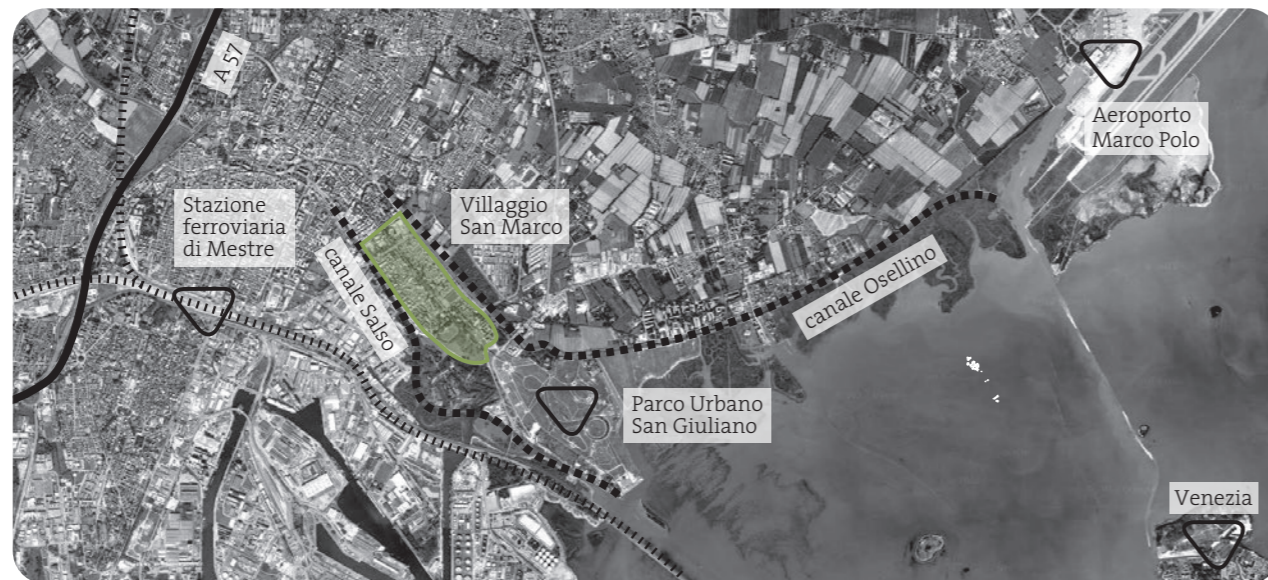 A 57
Aeroporto
Marco Polo
Stazione
ferroviaria
di Mestre
Villaggio
San Marco
canale Salso
canale Osellino
Parco Urbano
San Giuliano
Venezia